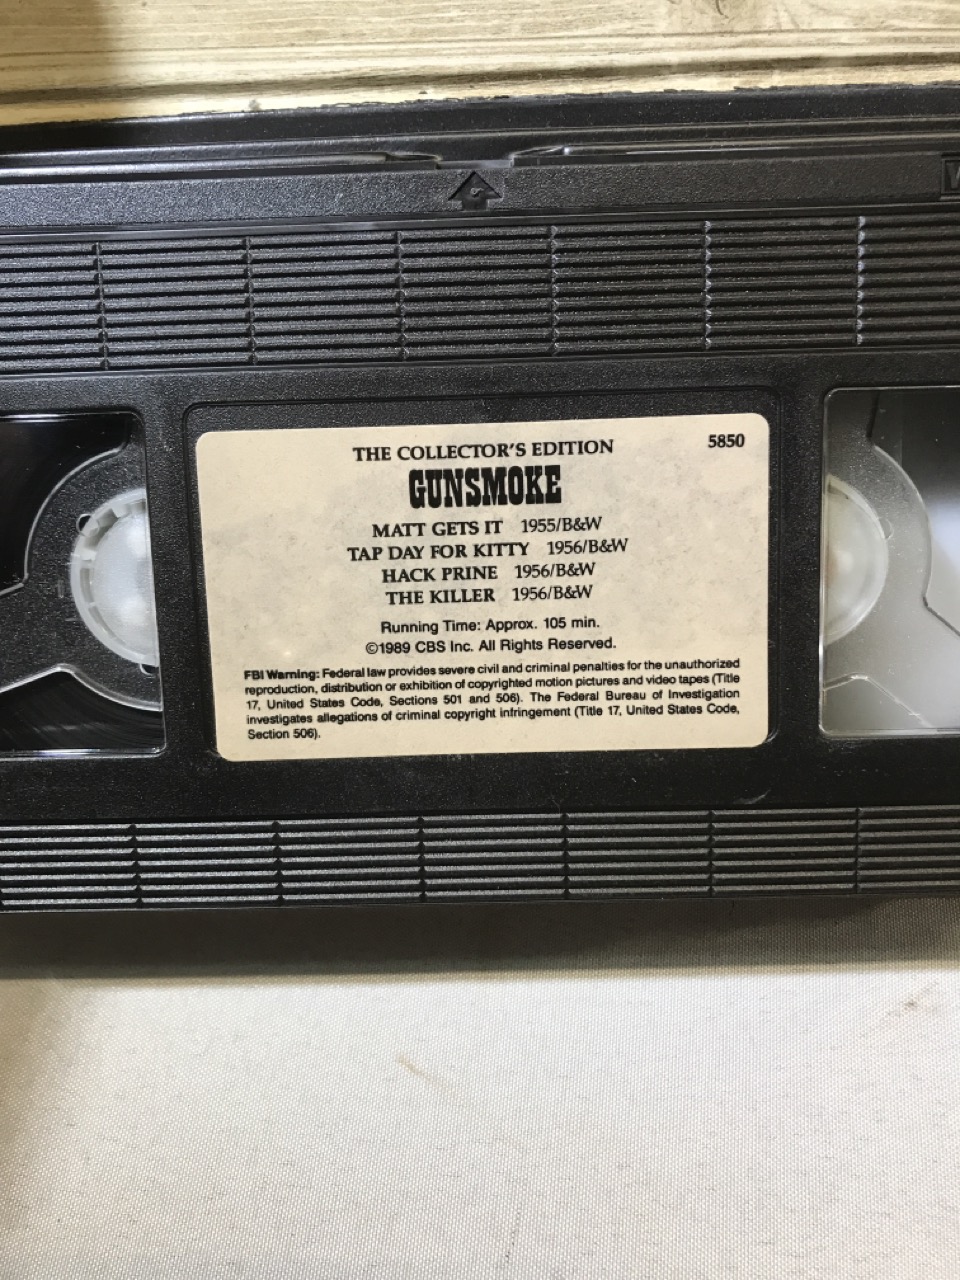 THE COLLECTOR'S EDITION 5850
GUNSMOKE
MATT GETS IT 1955/B&W
TAP DAY FOR KITTY 1956/B&W
HACK PRINE 1956/B&W
THE KILLER 1956/B&W
Running Time: Approx. 105 min.
©1989 CBS Inc. All Rights Reserved.
FBI Warning: Federal law provides severe civil and criminal penalties for the unauthorized
reproduction, distribution or exhibition of copyrighted motion pictures and video tapes (Title
17, United States Code, Sections 501 and 506). The Federal Bureau of Investigation
investigates allegations of criminal copyright infringement (Title 17, United States Code,
Section 506).